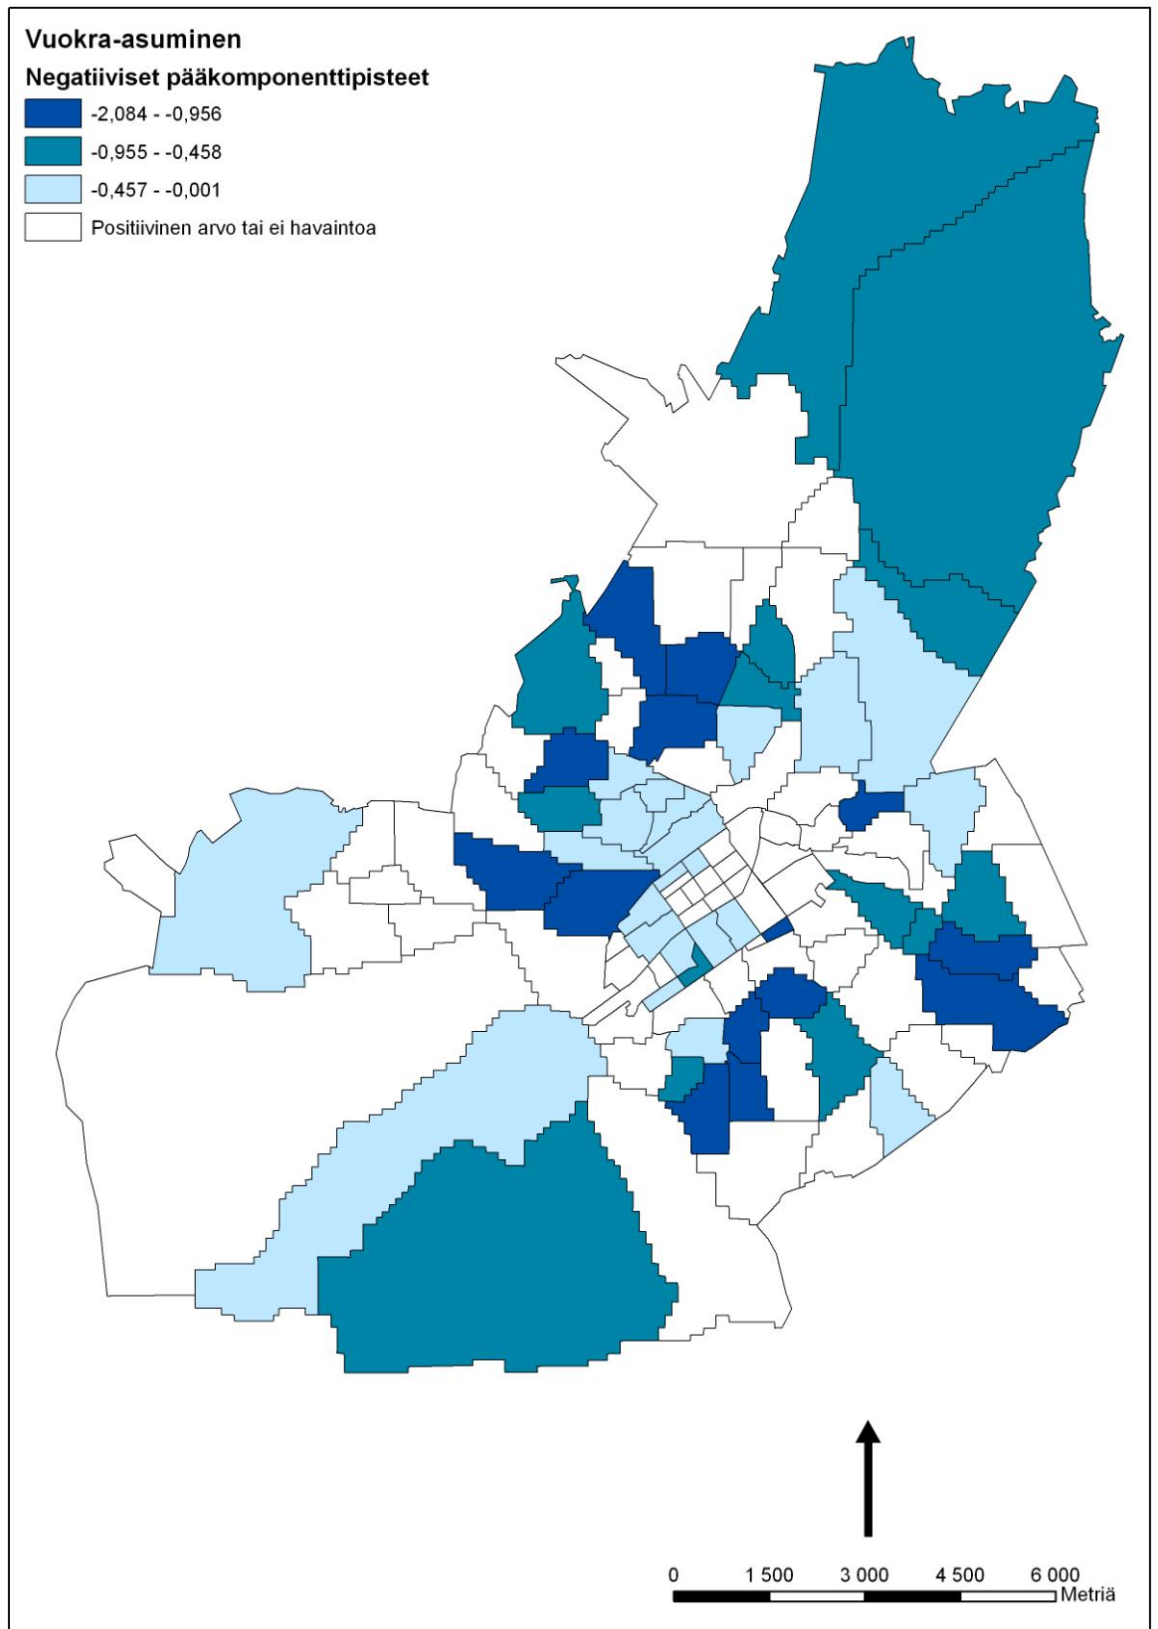 Vuokra-asuminen
Negatiiviset pääkomponenttipisteet
-2,084 - -0,956
-0,955 - -0,458
-0,457 - -0,001
Positiivinen arvo tai ei havaintoa
0 1 500 3 000 4 500 6 000
Metriä